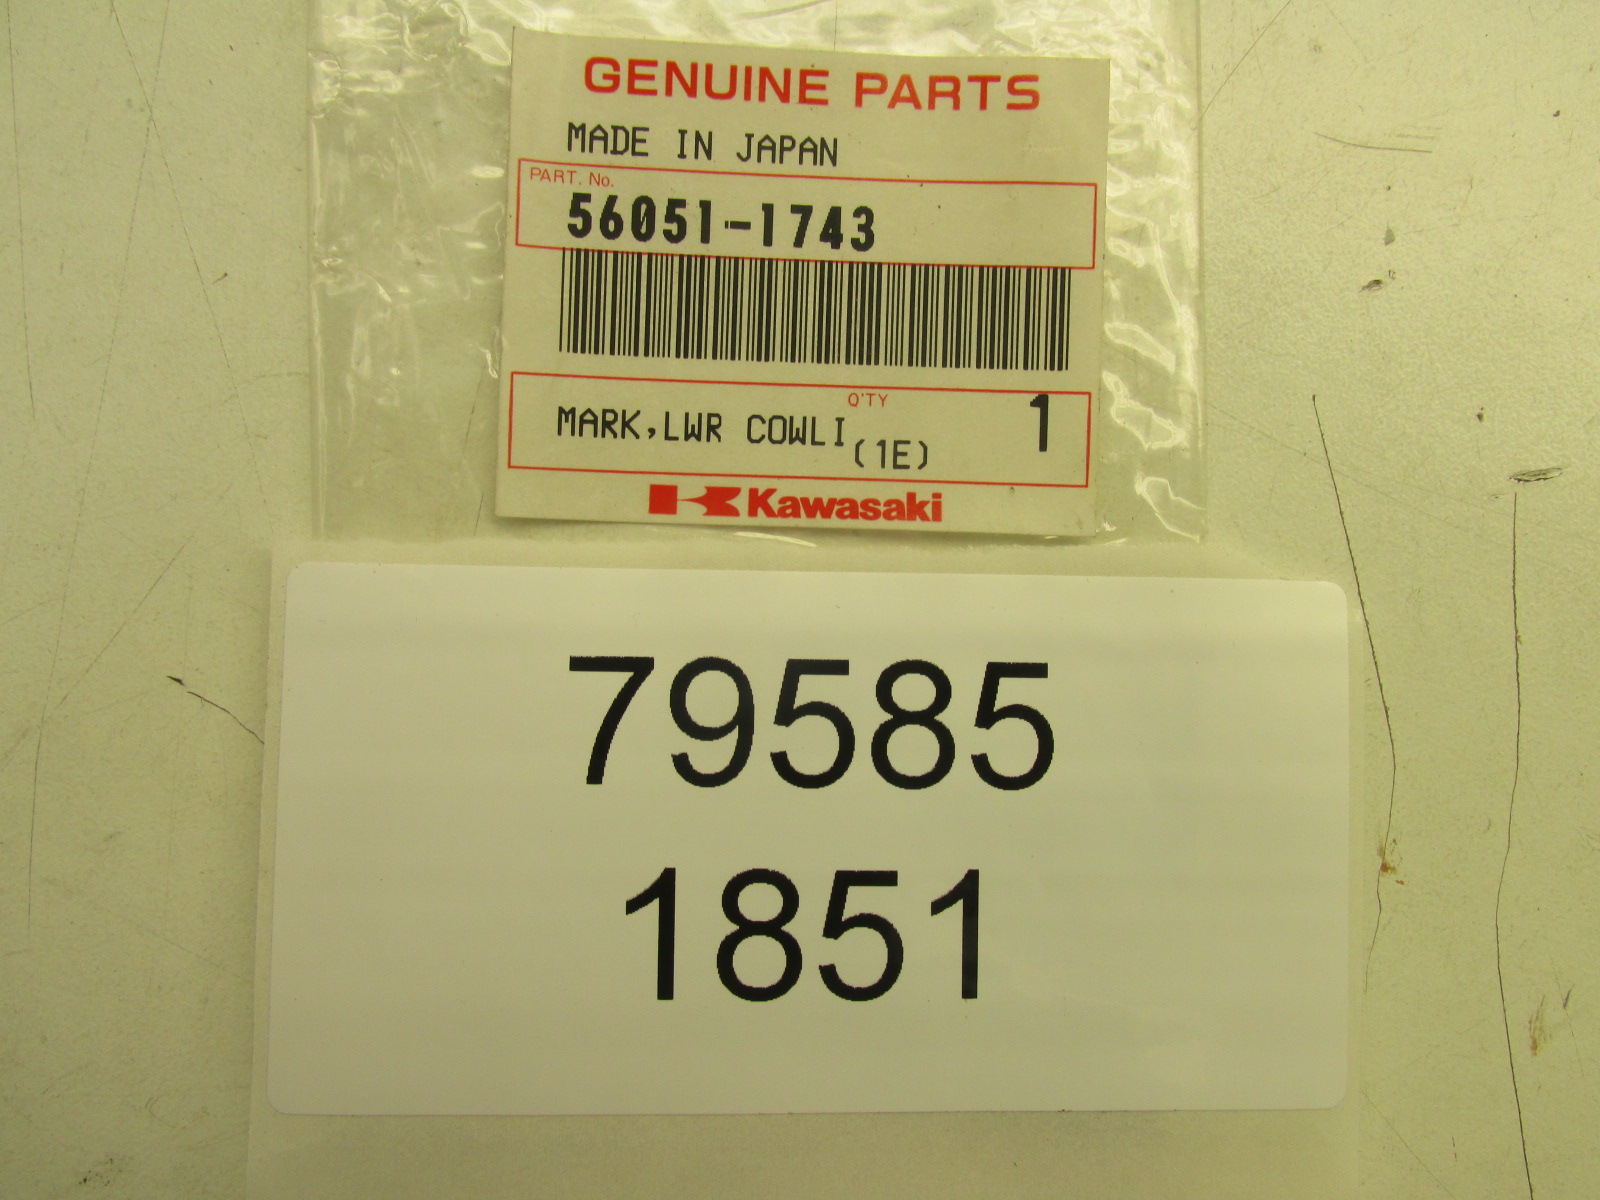 GENUINE PARTS
MADE IN JAPAN
PART. No.
56051-1743
Q'TY
MARK,LWR COWLI 1
(1E)
Kawasaki
79585
1851